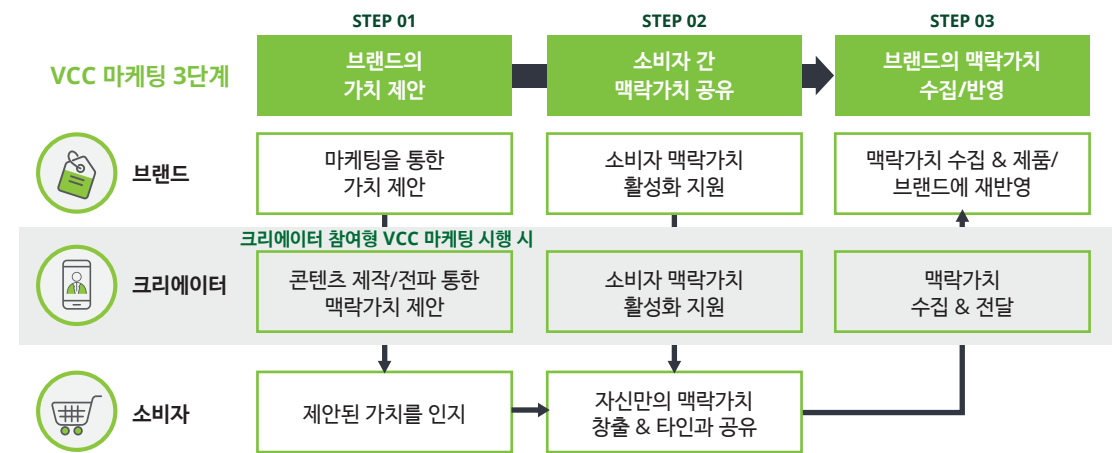 STEP 01
STEP 02
STEP 03
VCC 마케팅 3단계
브랜드의
가치 제안
소비자 간
맥락가치 공유
브랜드의 맥락가치
수집/반영
브랜드
마케팅을 통한
가치 제안
소비자 맥락가치
활성화 지원
맥락가치 수집 & 제품/
브랜드에 재반영
크리에이터 참여형 VCC 마케팅 시행 시
크리에이터
콘텐츠 제작/전파 통한
맥락가치 제안
소비자 맥락가치
활성화 지원
맥락가치
수집 & 전달
소비자
제안된 가치를 인지
자신만의 맥락가치
창출 & 타인과 공유